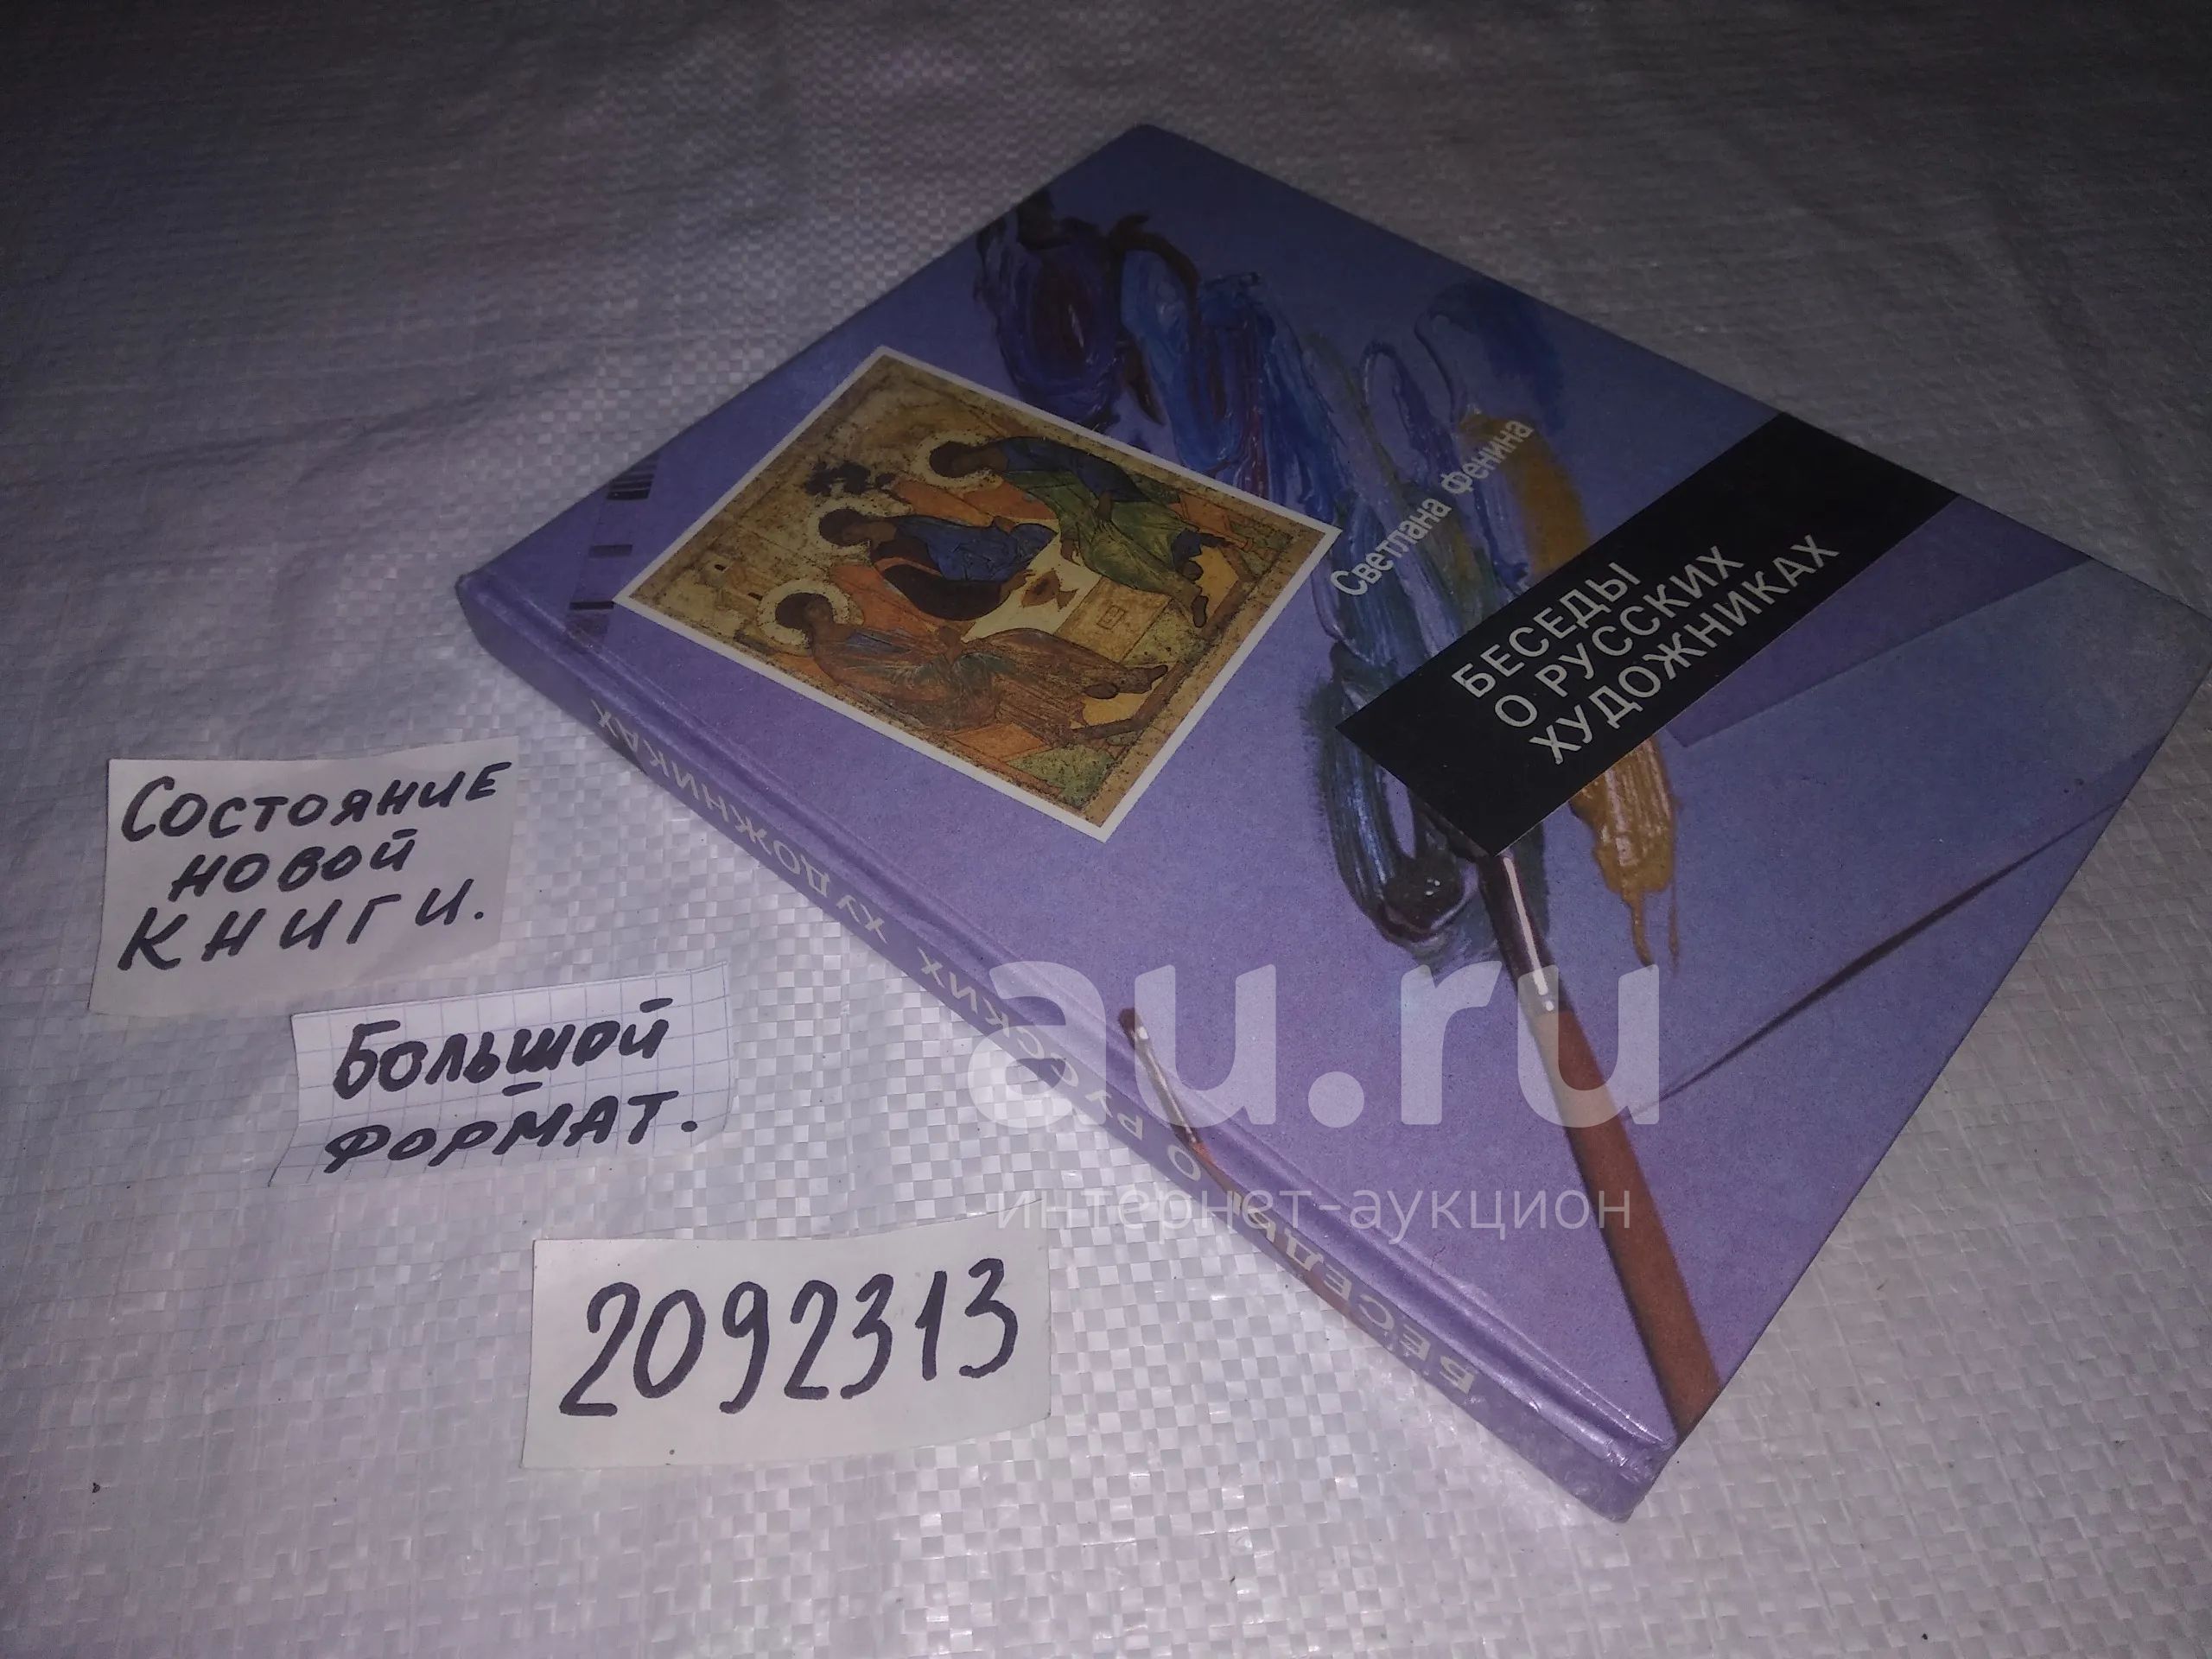 Светлана Фенина
БЕСЕДЫ
О РУССКИХ
ХУДОЖНИКАХ
БЕСЕДЫ О РУССКИХ ХУДОЖНИКАХ
Состояние
новой
книги.
Большой
формат.
2092313
au.ru
интернет-аукцион